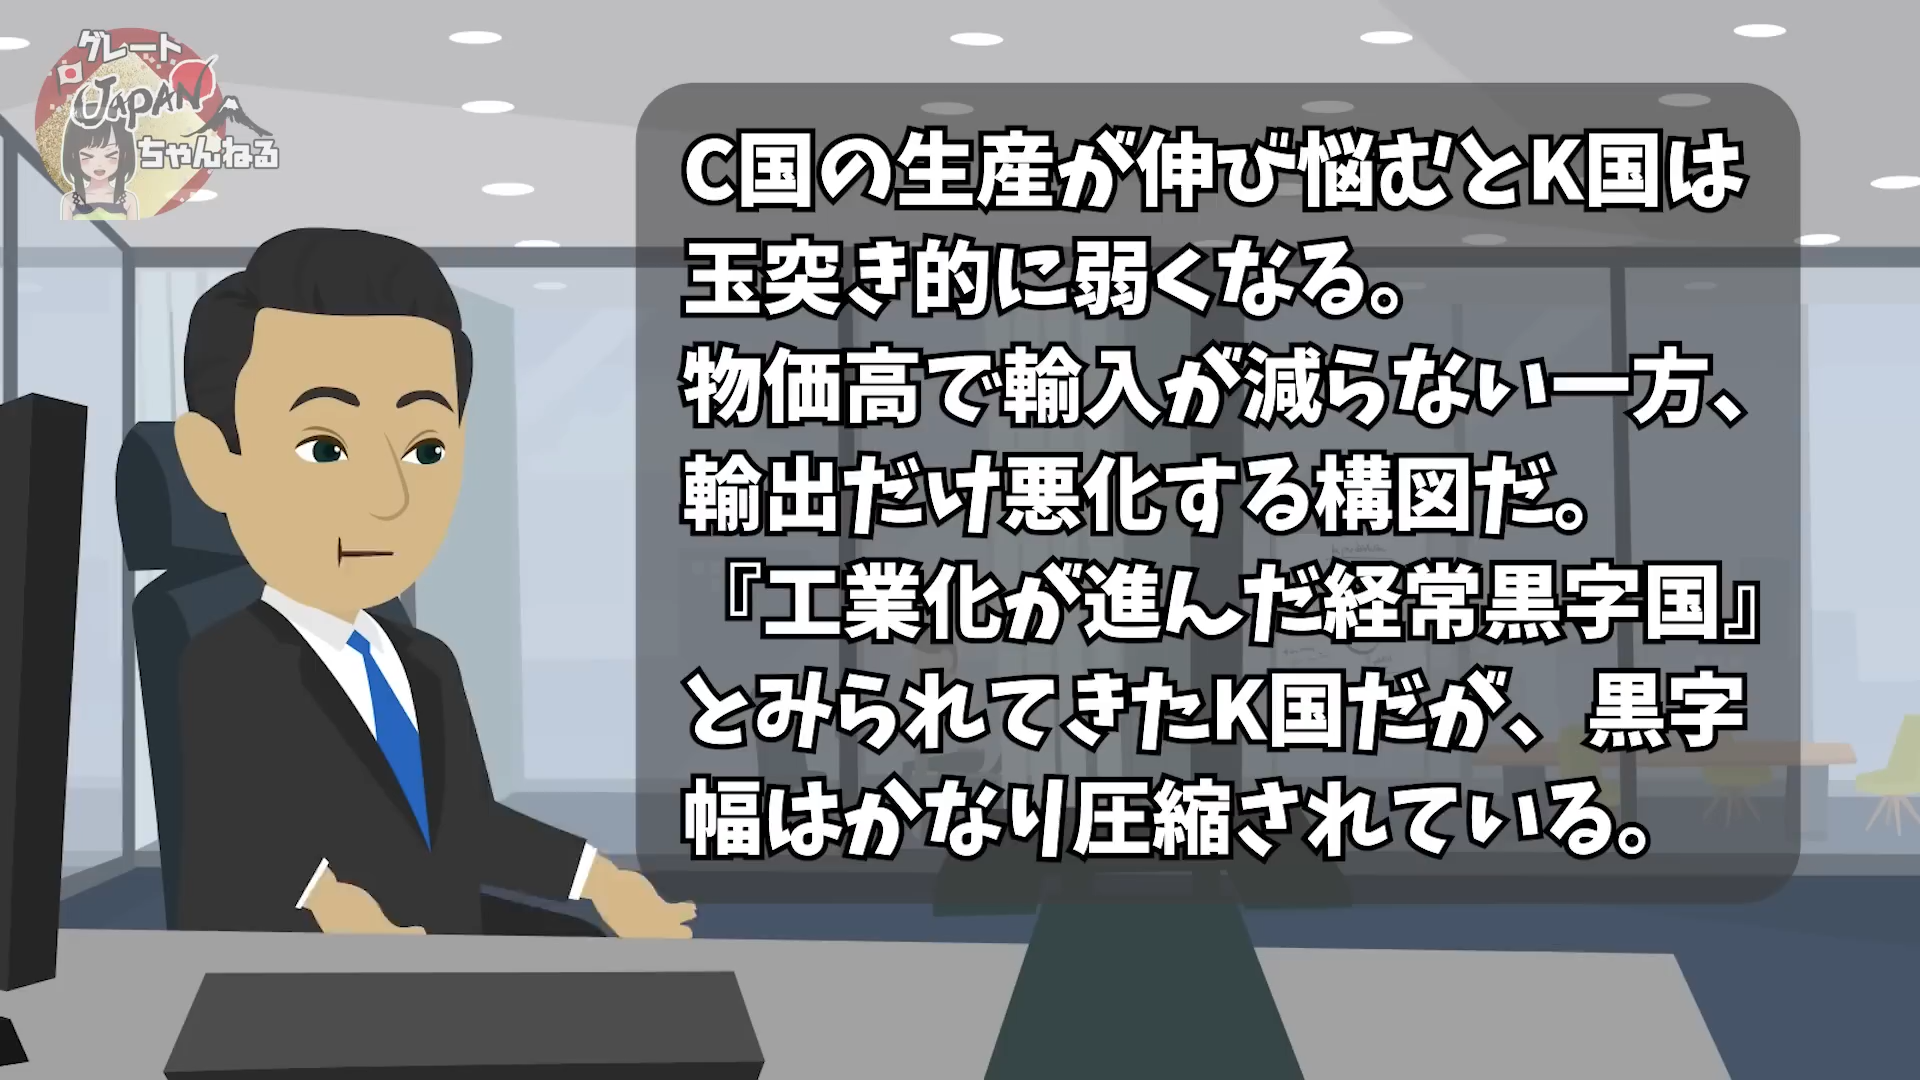 グレート
JAPAN
ちゃんねる
C国の生産が伸び悩むとK国は
玉突き的に弱くなる。
物価高で輸入が減らない一方、
輸出だけ悪化する構図だ。
『工業化が進んだ経常黒字国』
とみられてきたK国だが、黒字
幅はかなり圧縮されている。